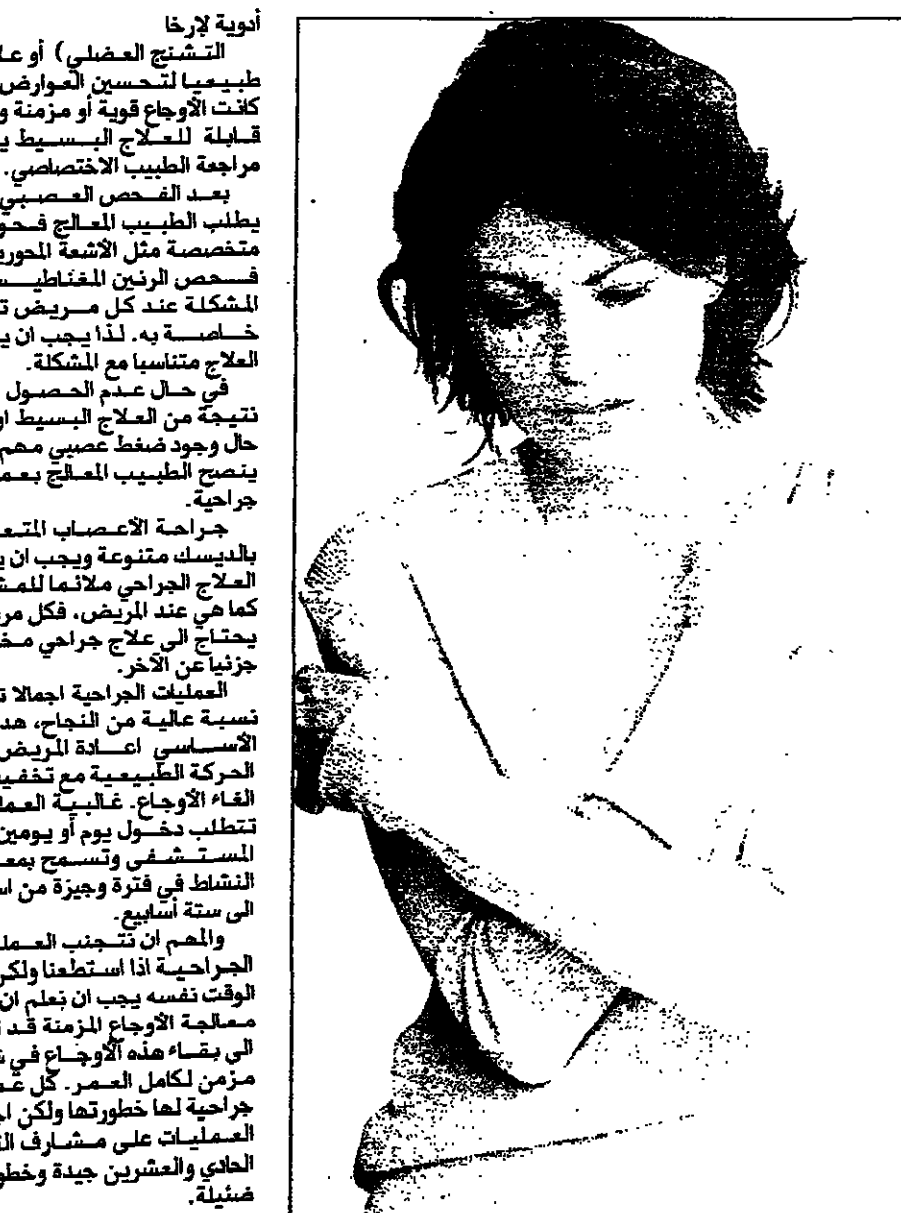 أدوية لإرخا
التشنج العضلي) أو علا
طبيعيا لتحسين العوارض
كانت الأوجاع قوية أو مزمنة و
قابلة للعلاج البسيط ي
مراجعة الطبيب الاختصاصي.
بعد الفحص العصبي
يطلب الطبيب المعالج فحو
متخصصة مثل الأشعة المحوري
فحص الرنين المغناطيس
المشكلة عند كل مريض ت
خاصة به. لذا يجب ان ي
العلاج متناسبا مع المشكلة.
في حال عدم الحصول
نتيجة من العلاج البسيط او
حال وجود ضغط عصبي مهم
ينصح الطبيب المعالج بعم
جراحية.
جراحة الأعصاب المتع
بالديسك متنوعة ويجب ان ي
العلاج الجراحي ملائما للمش
كما هي عند المريض، فكل مر
يحتاج الى علاج جراحي مخ
جزئيا عن الآخر.
العمليات الجراحية اجمالا ت
نسبة عالية من النجاح، هد
الأساسي اعادة المريض
الحركة الطبيعية مع تخفيف
الغاء الأوجاع. غالبية العما
تتطلب دخول يوم أو يومين
المستشفى وتسمح بمع
النشاط في فترة وجيزة من اس
الى ستة أسابيع.
والمهم ان نتجنب العمل
الجراحية اذا استطعنا ولكن
الوقت نفسه يجب ان نعلم ان
معالجة الأوجاع المزمنة قد
الى بقاء هذه الأوجاع في ش
مزمن لكامل العمر. كل عم
جراحية لها خطورتها ولكن اج
العمليات على مشارف الق
الحادي والعشرين جيدة وخطو
ضئيلة.